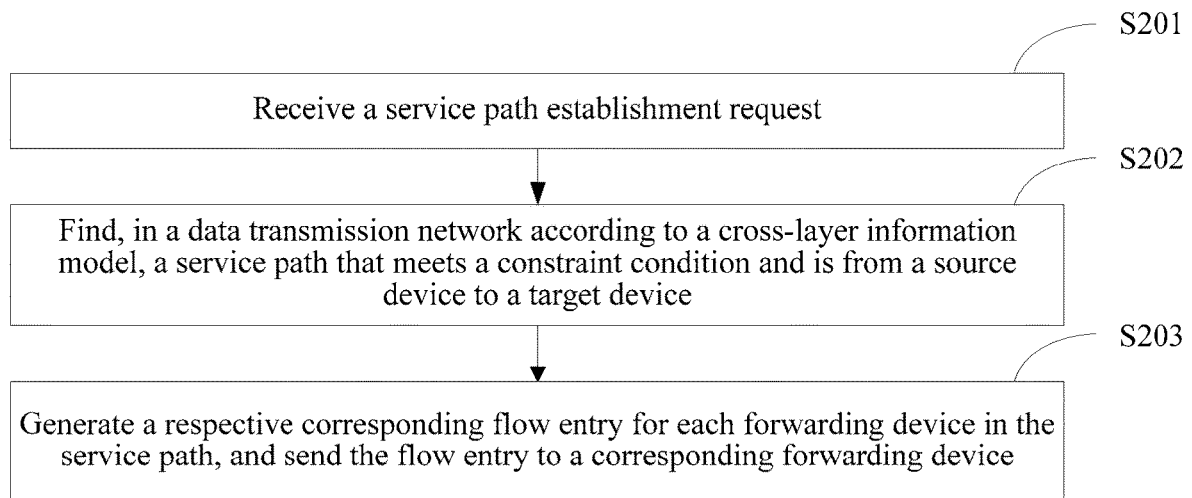 S201
Receive a service path establishment request
S202
Find, in a data transmission network according to a cross-layer information
model, a service path that meets a constraint condition and is from a source
device to a target device
S203
Generate a respective corresponding flow entry for each forwarding device in the
service path, and send the flow entry to a corresponding forwarding device